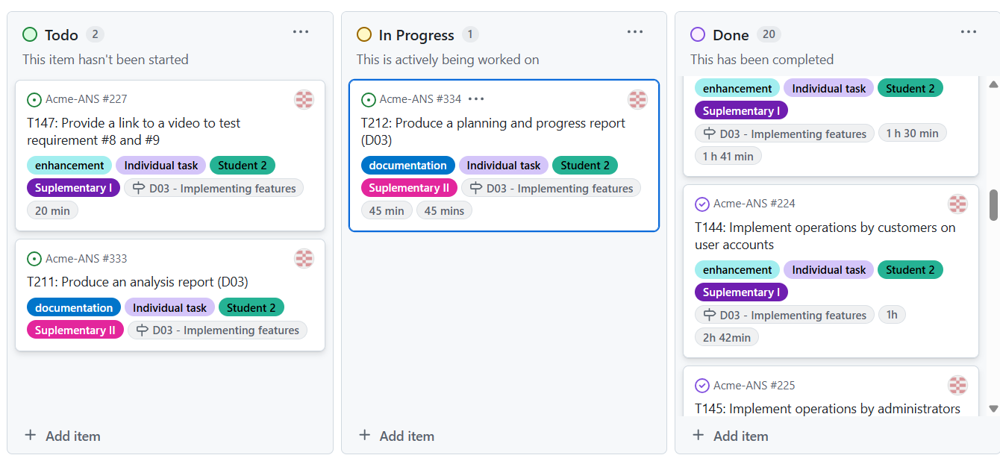 Todo 2
This item hasn't been started
Acme-ANS #227
T147: Provide a link to a video to test
requirement #8 and #9
enhancement Individual task Student 2
Suplementary I D03 - Implementing features
20 min
Acme-ANS #333
T211: Produce an analysis report (D03)
documentation Individual task Student 2
Suplementary II D03 - Implementing features
+ Add item
In Progress 1
This is actively being worked on
Acme-ANS #334
T212: Produce a planning and progress report
(D03)
documentation Individual task Student 2
Suplementary II D03 - Implementing features
45 min 45 mins
+ Add item
Done 20
This has been completed
enhancement Individual task Student 2
Suplementary I
D03 - Implementing features 1 h 30 min
1 h 41 min
Acme-ANS #224
T144: Implement operations by customers on
user accounts
enhancement Individual task Student 2
Suplementary I
D03 - Implementing features 1h
2h 42min
Acme-ANS #225
T145: Implement operations by administrators
+ Add item